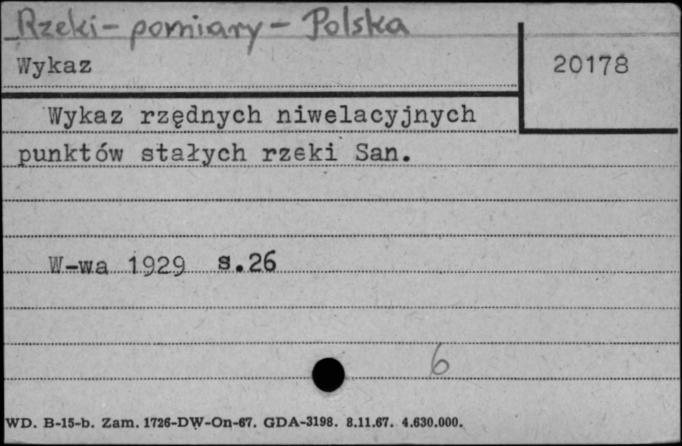 Rzeki - pomiary - Polska
Wykaz
20178
Wykaz rzędnych niwelacyjnych
punktów stałych rzeki San.
W-wa 1929 s.26
6
WD. B-15-b. Zam. 1726-DW-On-67. GDA-3198. 8.11.67. 4.630.000.